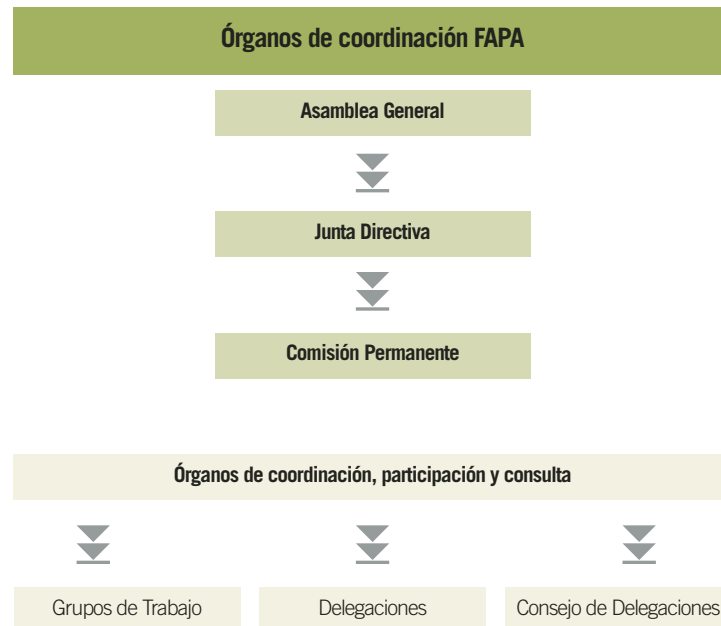 Órganos de coordinación FAPA
Asamblea General
Junta Directiva
Comisión Permanente
Órganos de coordinación, participación y consulta
Grupos de Trabajo
Delegaciones
Consejo de Delegaciones